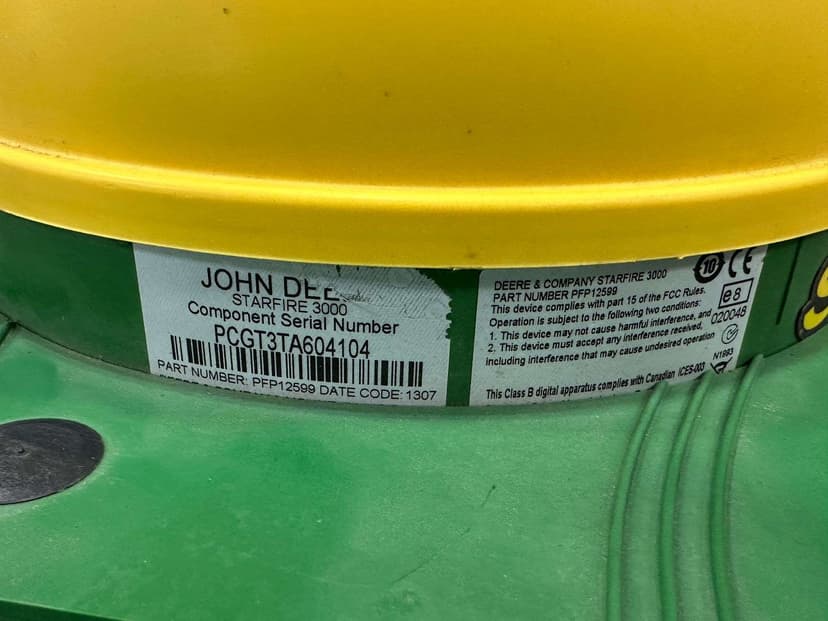 JOHN DEE
STARFIRE 3000
Component Serial Number
PCGT3TA604104
PART NUMBER: PFP12599 DATE CODE: 1307
DEERE & COMPANY STARFIRE 3000
PART NUMBER PFP12599
This device complies with part 15 of the FCC Rules.
Operation is subject to the following two conditions:
1. This device may not cause harmful interference, and
2. This device must accept any interference received,
including interference that may cause undesired operation
This Class B digital apparatus complies with Canadian ICES-003
10 CE
e8
020048
N1993